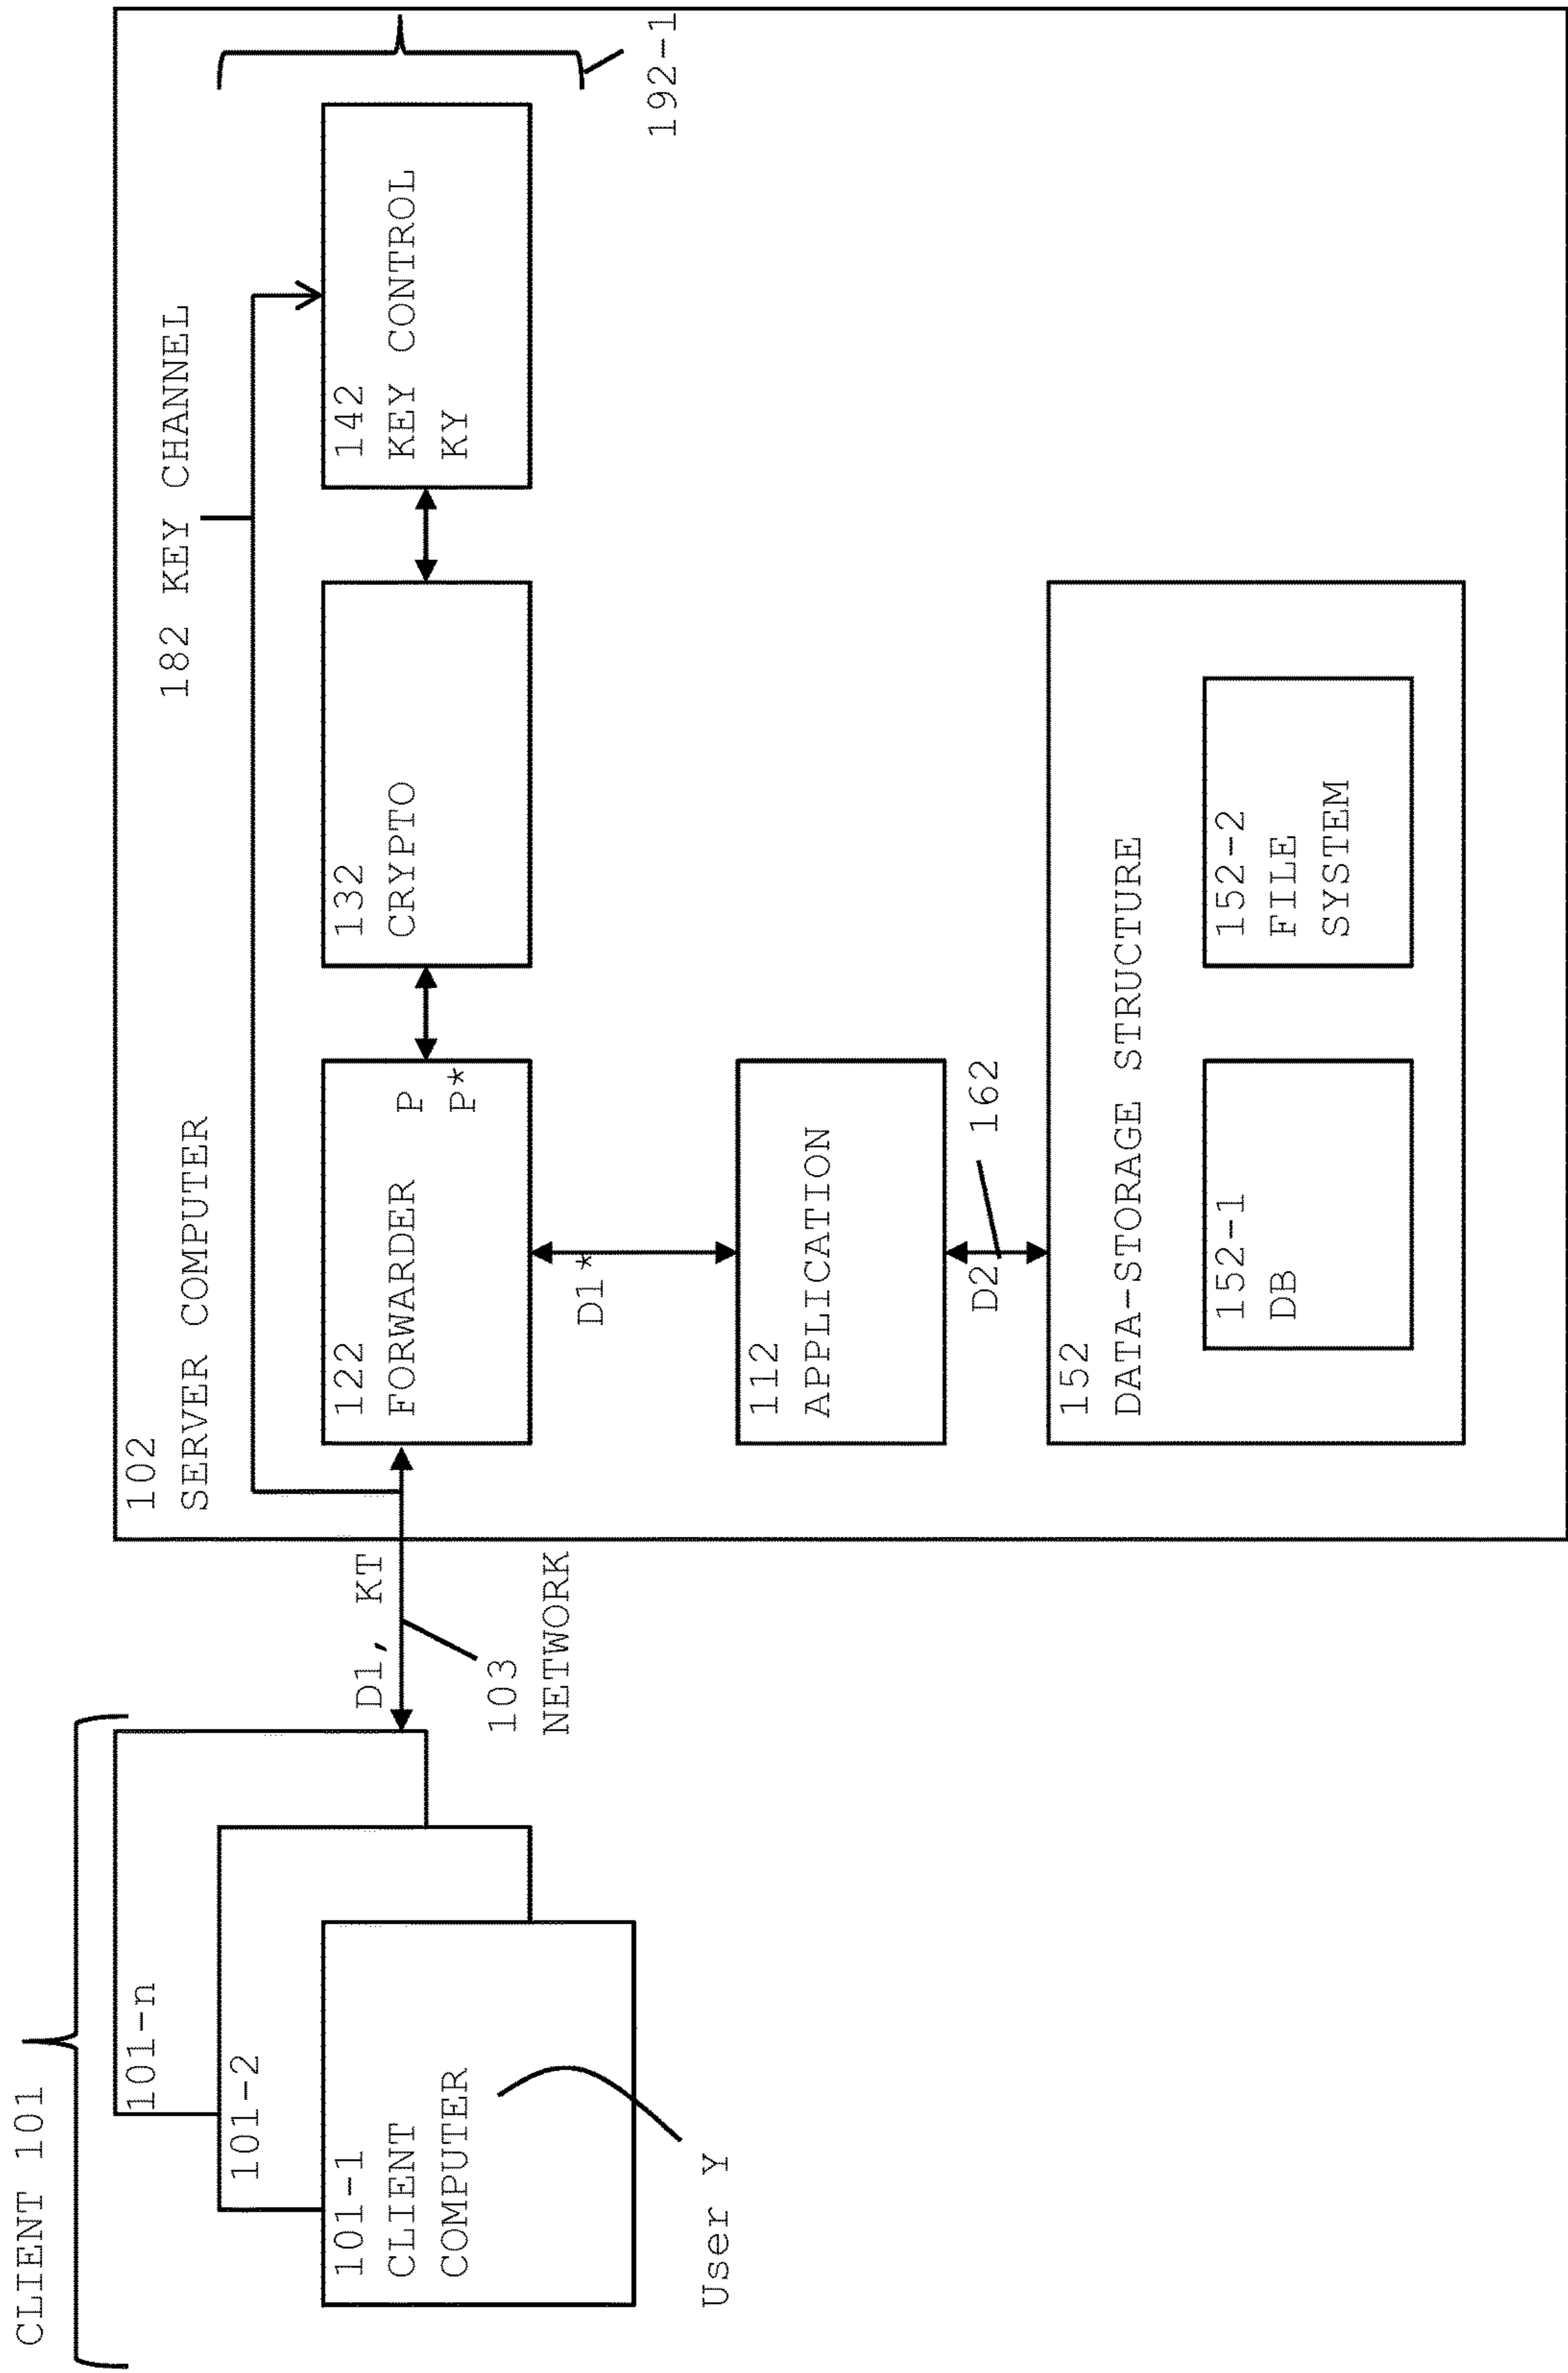 CLIENT 101
101-n
101-2
101-1
CLIENT
COMPUTER
User Y
D1, KT
103
NETWORK
102
SERVER COMPUTER
182 KEY CHANNEL
122
FORWARDER
P
P*
132
CRYPTO
142
KEY CONTROL
KY
192-1
D1*
112
APPLICATION
D2
162
152
DATA-STORAGE STRUCTURE
152-1
DB
152-2
FILE
SYSTEM